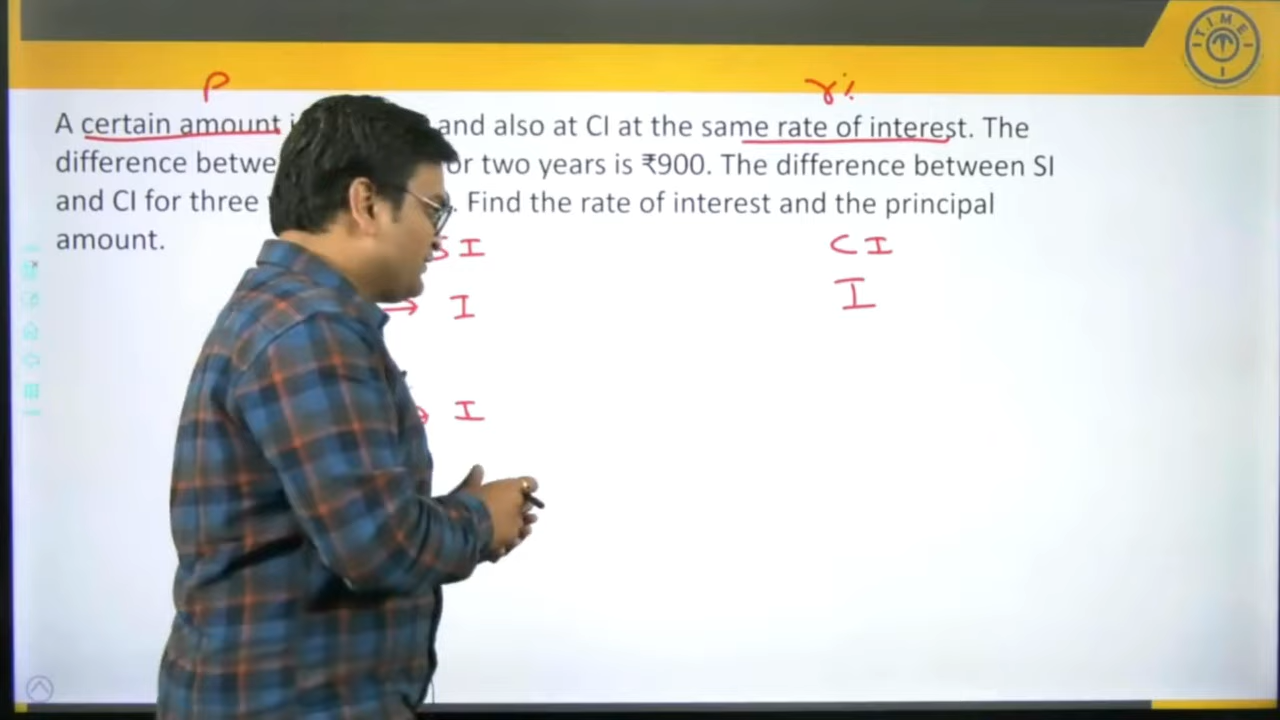 P r%
A certain amount and also at CI at the same rate of interest. The
difference or two years is ₹900. The difference between SI
and CI for three . Find the rate of interest and the principal
amount.
SI CI
→ I I
→ I
T.I.M.E.